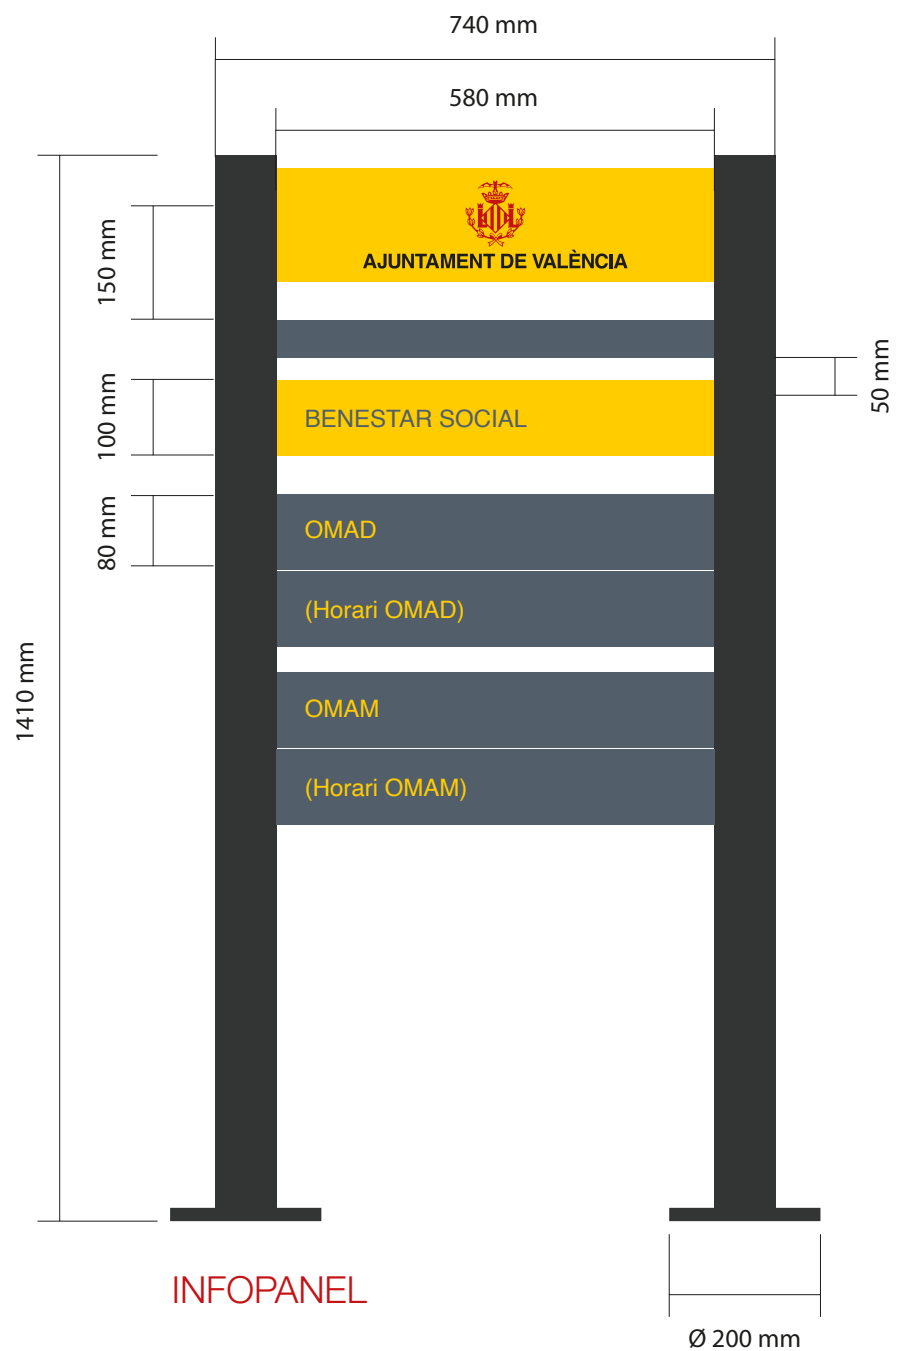 740 mm
580 mm
AJUNTAMENT DE VALÈNCIA
150 mm
50 mm
100 mm
BENESTAR SOCIAL
80 mm
OMAD
(Horari OMAD)
1410 mm
OMAM
(Horari OMAM)
INFOPANEL
Ø 200 mm